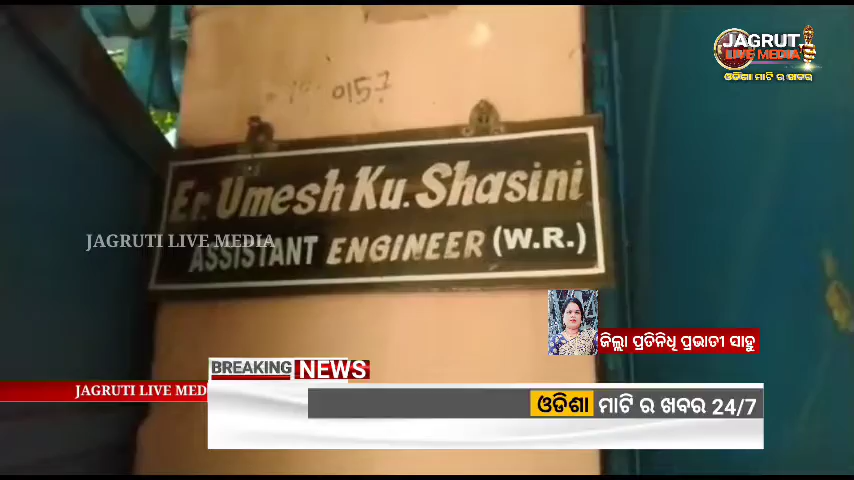 JAGRUT
LIVE MEDIA
ଓଡିଶା ମାଟି ର ଖବର
0157
Er. Umesh Ku. Shasini
ASSISTANT ENGINEER (W.R.)
JAGRUTI LIVE MEDIA
ଜିଲ୍ଲା ପ୍ରତିନିଧି ପ୍ରଭାତୀ ସାହୁ
BREAKING NEWS
JAGRUTI LIVE MED
ଓଡିଶା ମାଟି ର ଖବର 24/7